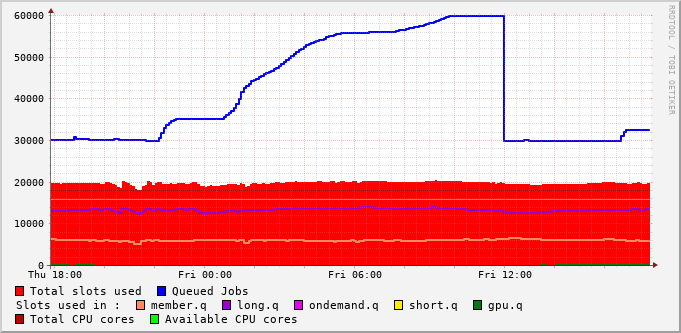 RRDTOOL / TOBI OETIKER
60000
50000
40000
30000
20000
10000
0
Thu 18:00 Fri 00:00 Fri 06:00 Fri 12:00
Total slots used Queued Jobs
Slots used in : member.q long.q ondemand.q short.q gpu.q
Total CPU cores Available CPU cores